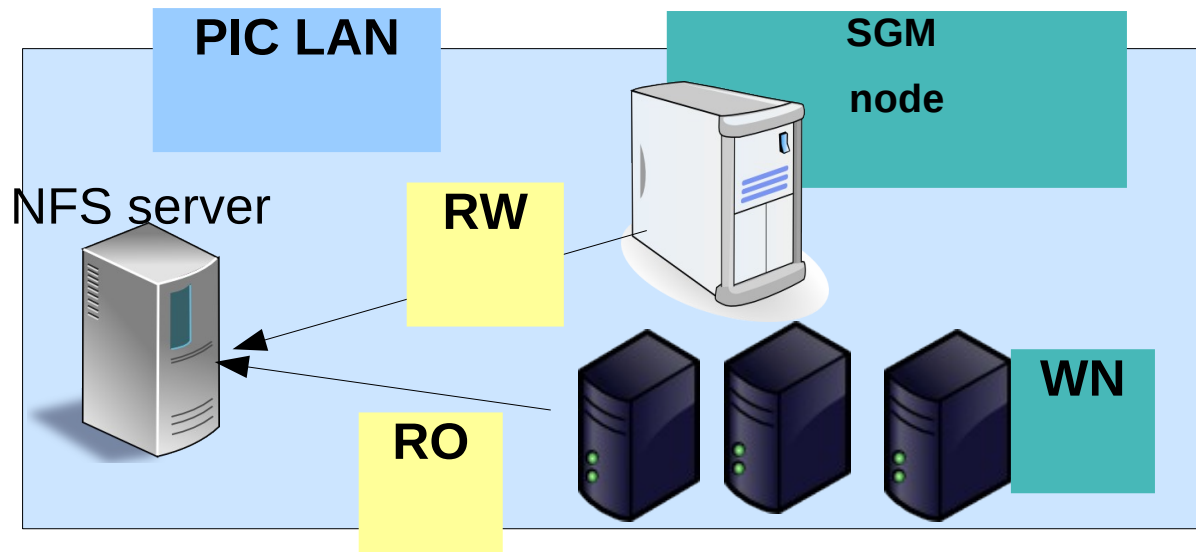 PIC LAN
SGM
node
NFS server
RW
WN
RO